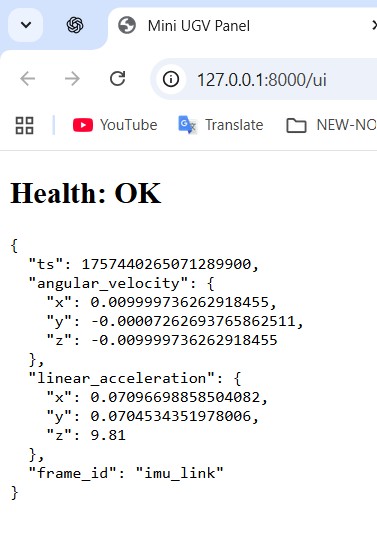 Mini UGV Panel
127.0.0.1:8000/ui
YouTube Translate NEW-NO
Health: OK
{
  "ts": 1757440265071289900,
  "angular_velocity": {
    "x": 0.009999736262918455,
    "y": -0.00007262693765862511,
    "z": -0.009999736262918455
  },
  "linear_acceleration": {
    "x": 0.07096698858504082,
    "y": 0.0704534351978006,
    "z": 9.81
  },
  "frame_id": "imu_link"
}